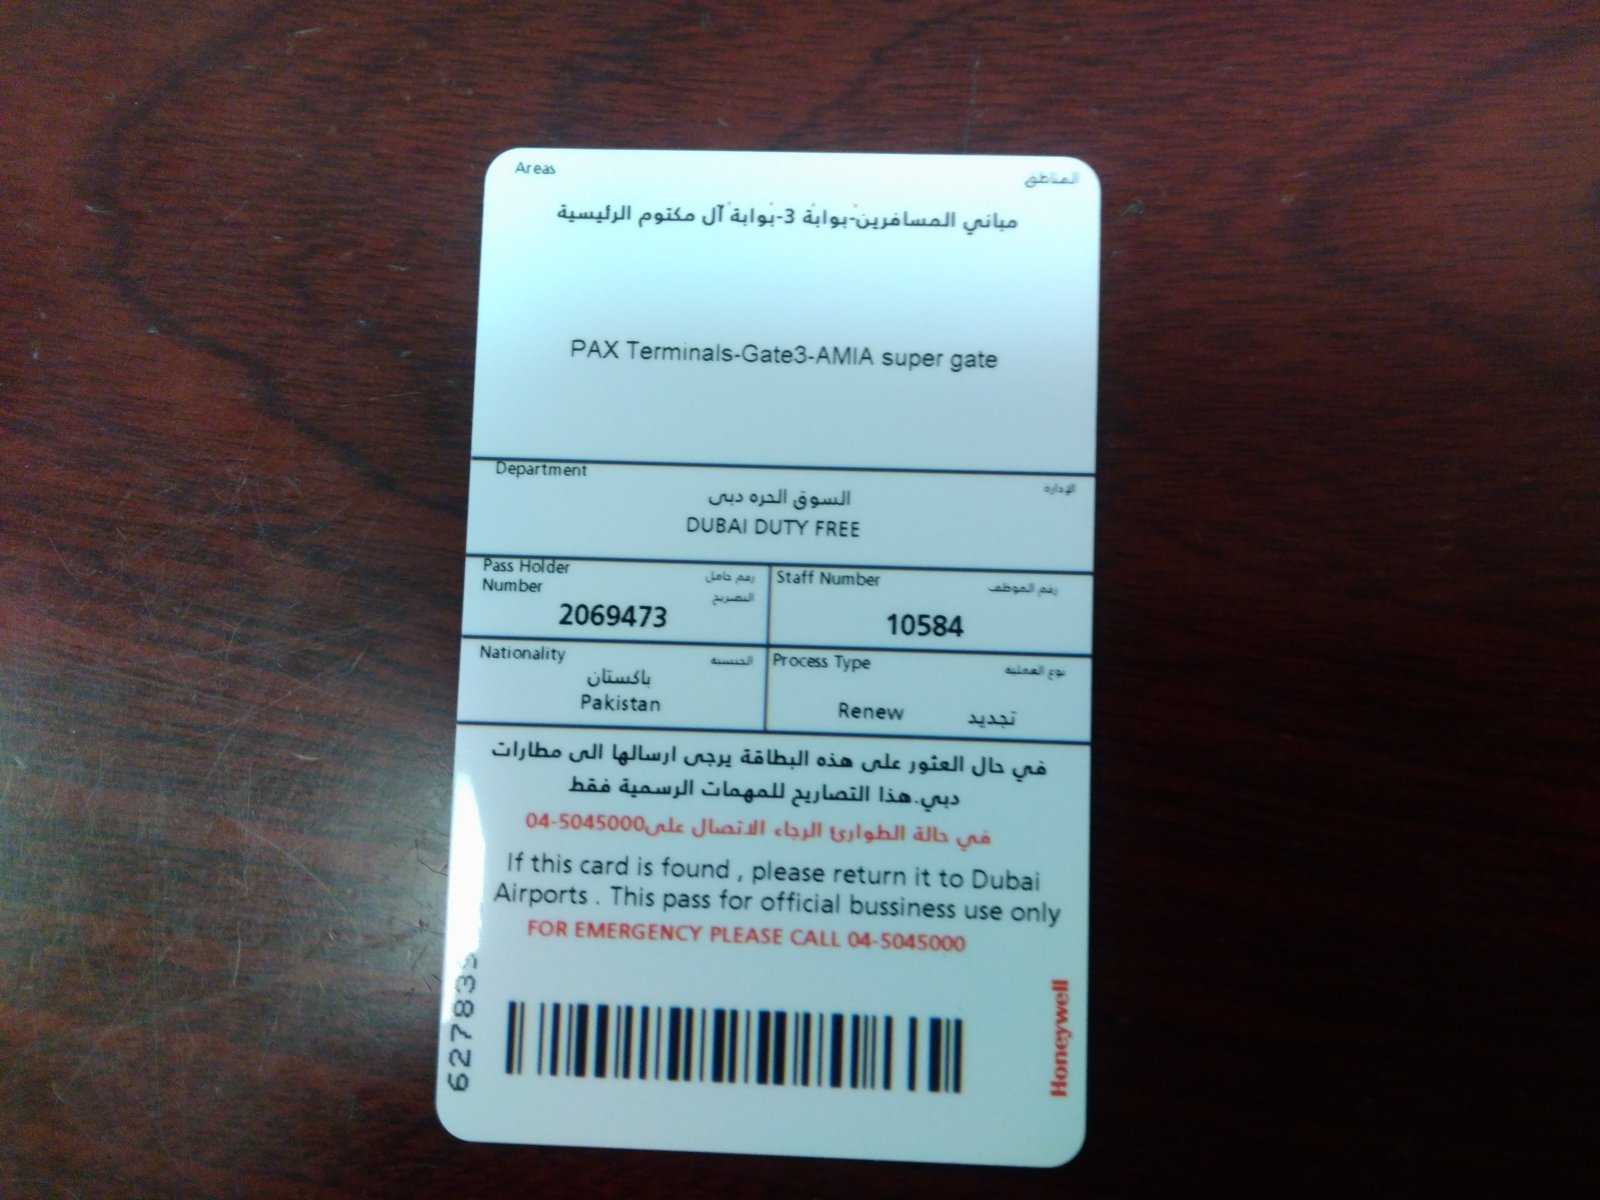 Areas المناطق
مباني المسافرين-بوابة 3-بوابة آل مكتوم الرئيسية
PAX Terminals-Gate3-AMIA super gate
Department الإدارة
السوق الحره دبى
DUBAI DUTY FREE
Pass Holder Number رقم حامل التصريح
2069473
Staff Number رقم الموظف
10584
Nationality الجنسية
باكستان
Pakistan
Process Type نوع العملية
Renew تجديد
في حال العثور على هذه البطاقة يرجى ارسالها الى مطارات
دبي.هذا التصاريح للمهمات الرسمية فقط
في حالة الطوارئ الرجاء الاتصال على04-5045000
If this card is found , please return it to Dubai
Airports . This pass for official bussiness use only
FOR EMERGENCY PLEASE CALL 04-5045000
Honeywell